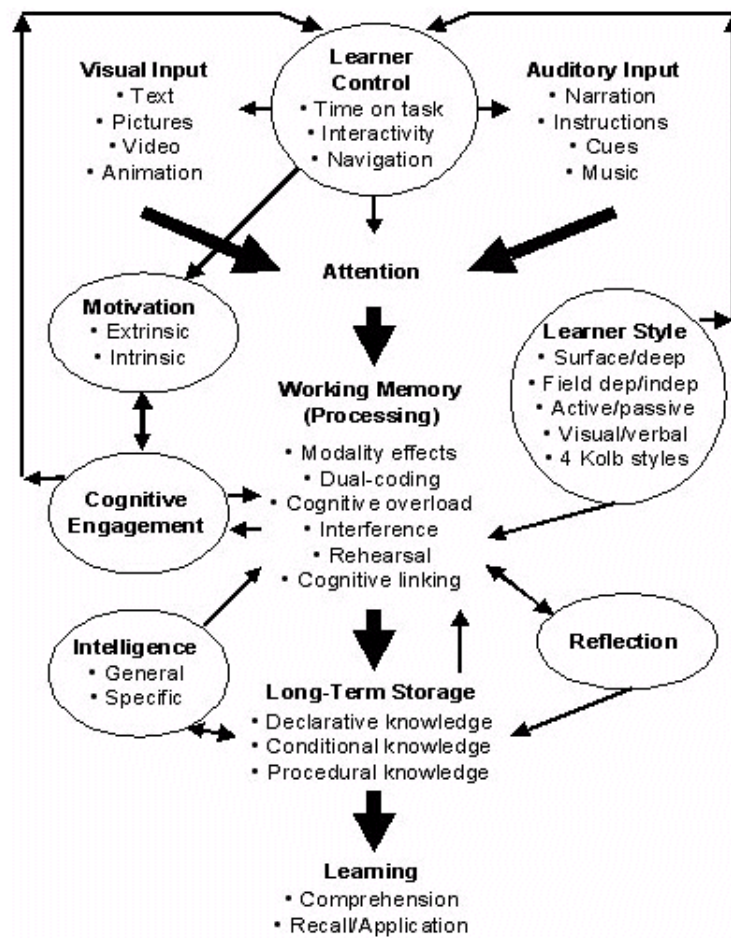 Visual Input
• Text
• Pictures
• Video
• Animation
Learner
Control
• Time on task
• Interactivity
• Navigation
Auditory Input
• Narration
• Instructions
• Cues
• Music
Attention
Motivation
• Extrinsic
• Intrinsic
Learner Style
• Surface/deep
• Field dep/indep
• Active/passive
• Visual/verbal
• 4 Kolb styles
Working Memory
(Processing)
• Modality effects
• Dual-coding
• Cognitive overload
• Interference
• Rehearsal
• Cognitive linking
Cognitive
Engagement
Intelligence
• General
• Specific
Reflection
Long-Term Storage
• Declarative knowledge
• Conditional knowledge
• Procedural knowledge
Learning
• Comprehension
• Recall/Application